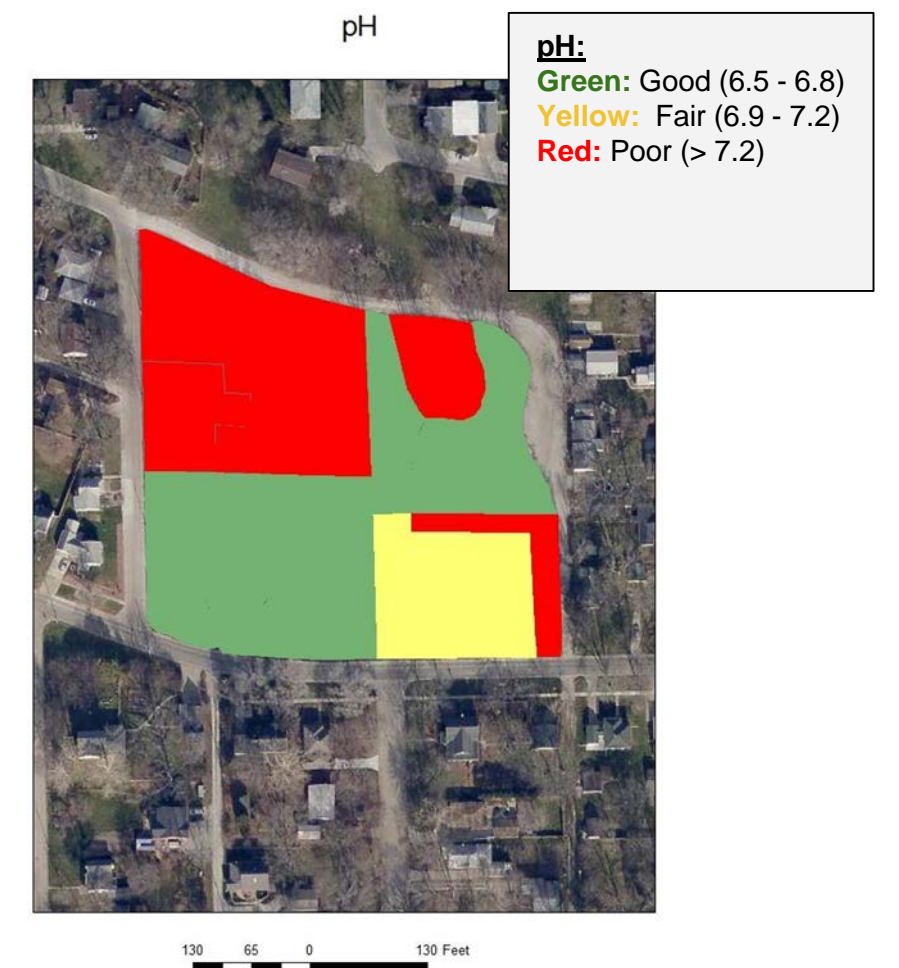 pH
pH:
Green: Good (6.5 - 6.8)
Yellow: Fair (6.9 - 7.2)
Red: Poor (> 7.2)
130 65 0 130 Feet